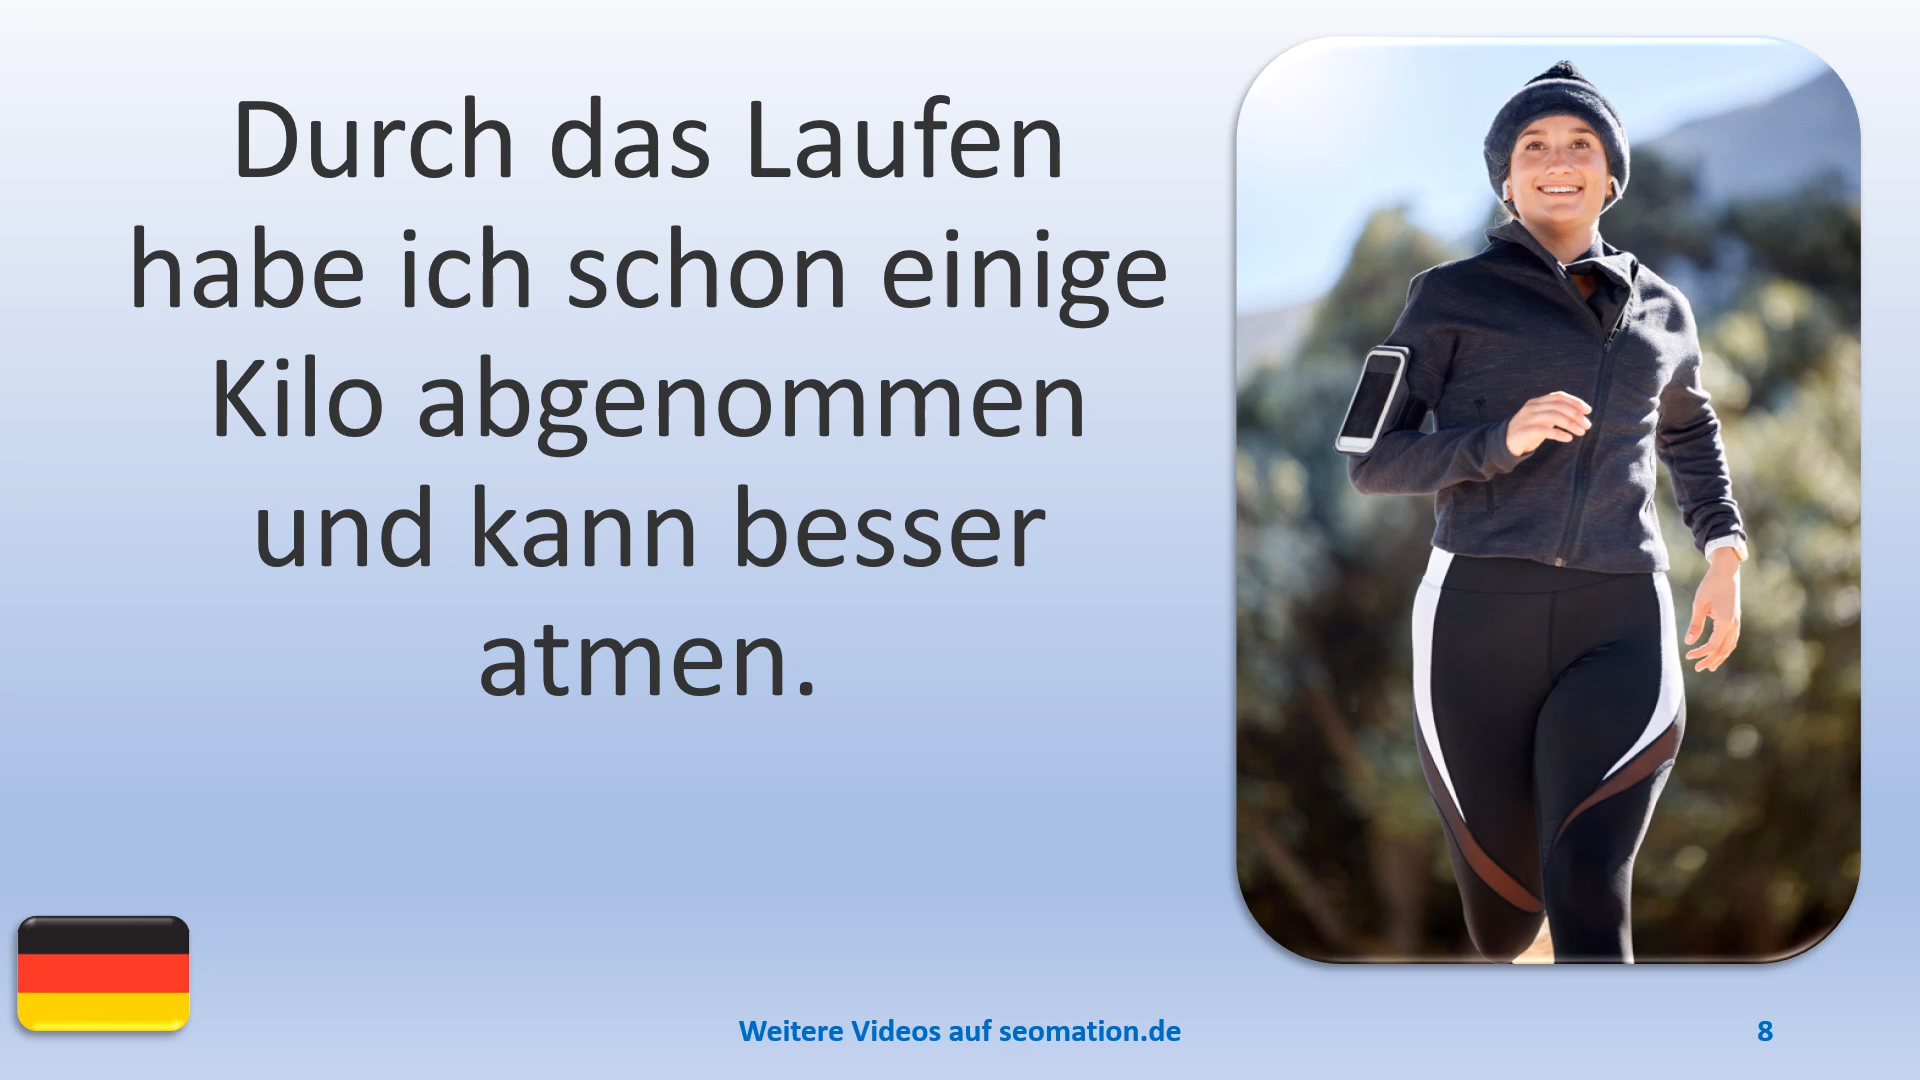 Durch das Laufen
habe ich schon einige
Kilo abgenommen
und kann besser
atmen.
Weitere Videos auf seomation.de
8